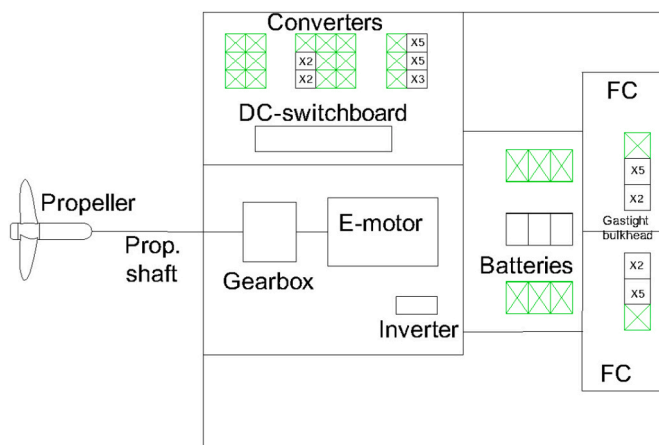 Converters
X5
X2
X5
X2
X3
DC-switchboard
FC
X5
X2
Propeller
Prop.
shaft
Gearbox
E-motor
Inverter
Gastight
bulkhead
Batteries
X2
X5
FC